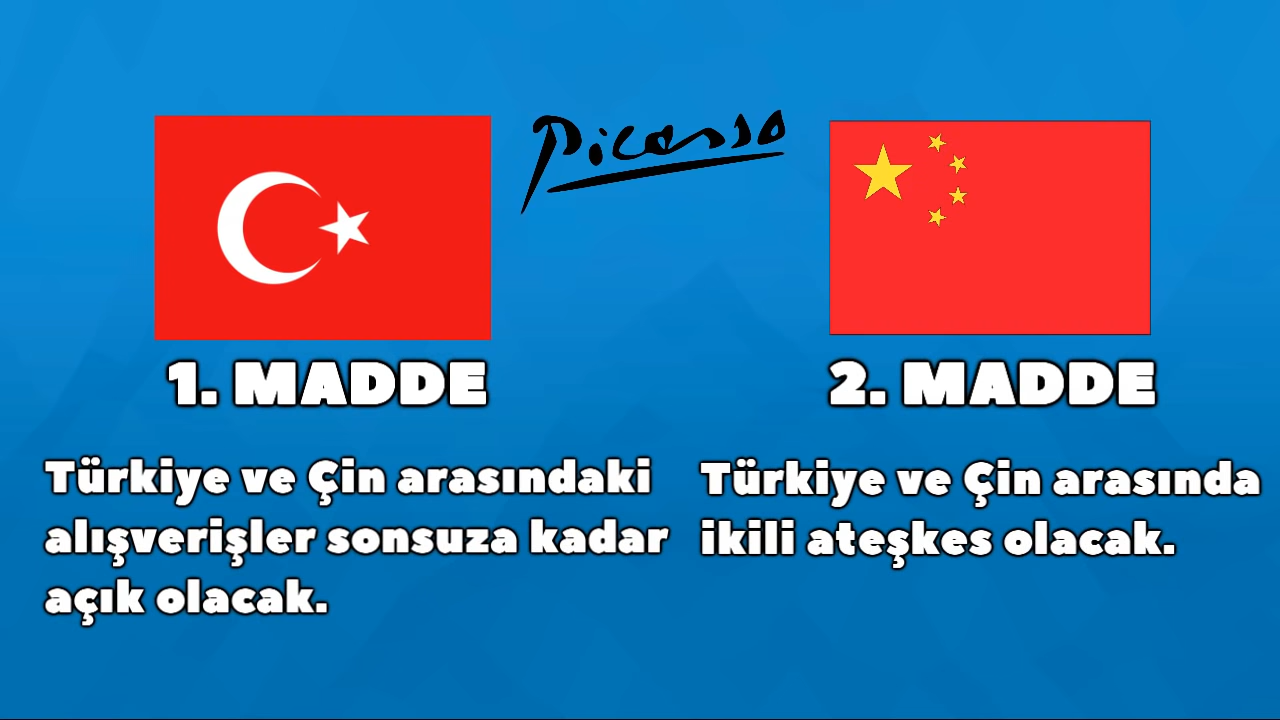 Picasso
1. MADDE
Türkiye ve Çin arasındaki
alışverişler sonsuza kadar
açık olacak.
2. MADDE
Türkiye ve Çin arasında
ikili ateşkes olacak.